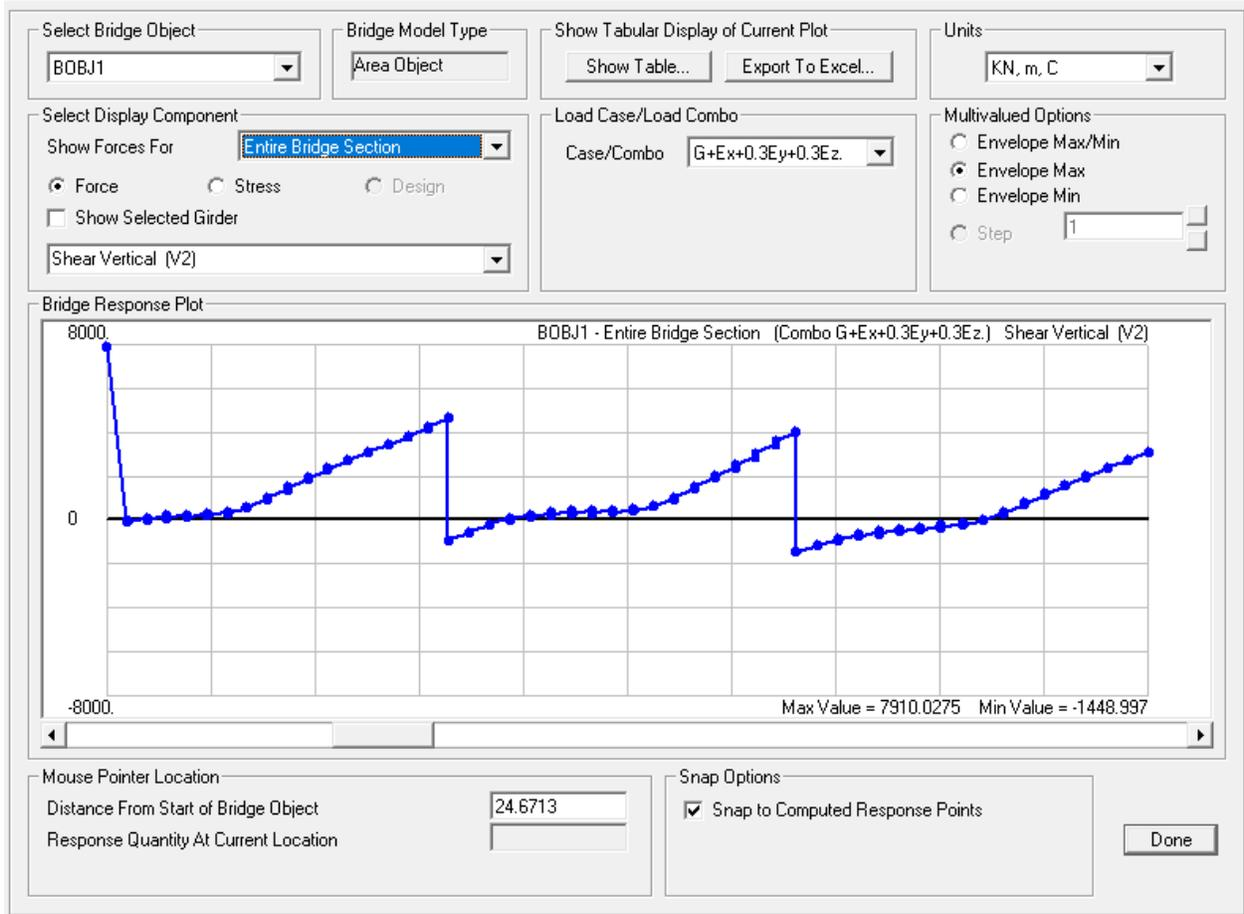 Select Bridge Object
BOBJ1
Bridge Model Type
Area Object
Show Tabular Display of Current Plot
Show Table...
Export To Excel...
Units
KN, m, C
Select Display Component
Show Forces For
Entire Bridge Section
Force
Stress
Design
Show Selected Girder
Shear Vertical (V2)
Load Case/Load Combo
Case/Combo
G+Ex+0.3Ey+0.3Ez.
Multivalued Options
Envelope Max/Min
Envelope Max
Envelope Min
Step
1
Bridge Response Plot
8000.
BOBJ1 - Entire Bridge Section (Combo G+Ex+0.3Ey+0.3Ez.) Shear Vertical (V2)
0
-8000.
Max Value = 7910.0275 Min Value = -1448.997
Mouse Pointer Location
Distance From Start of Bridge Object
24.6713
Response Quantity At Current Location
Snap Options
Snap to Computed Response Points
Done